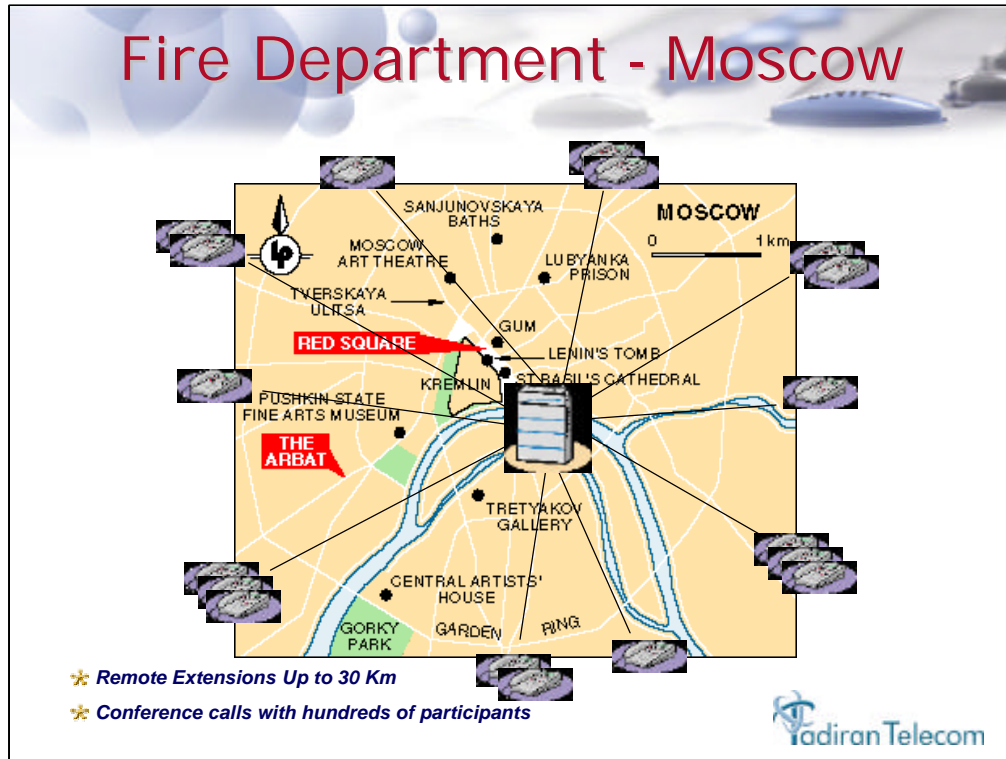 Fire Department - Moscow
SANJUNOVSKAYA
BATHS
MOSCOW
0 1 km
MOSCOW
ART THEATRE
LUBYANKA
PRISON
TVERSKAYA
ULITSA
GUM
RED SQUARE
LENIN'S TOMB
KREMLIN
ST BASIL'S CATHEDRAL
PUSHKIN STATE
FINE ARTS MUSEUM
THE
ARBAT
TRETYAKOV
GALLERY
CENTRAL ARTISTS'
HOUSE
GORKY
PARK
GARDEN RING
Remote Extensions Up to 30 Km
Conference calls with hundreds of participants
Tadiran Telecom